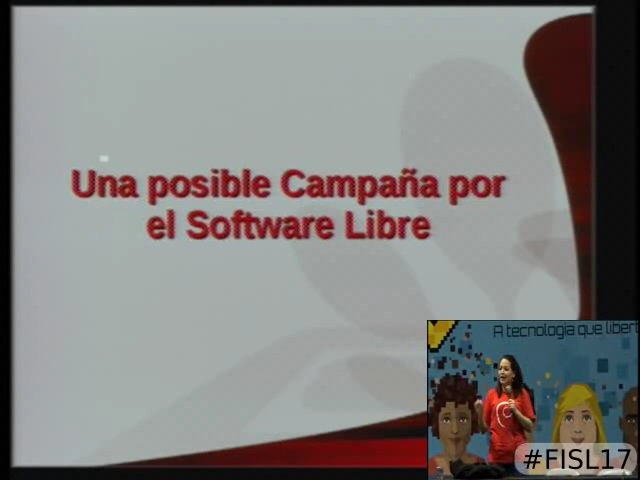 Una posible Campaña por
el Software Libre
A tecnologia que libert
#FISL17